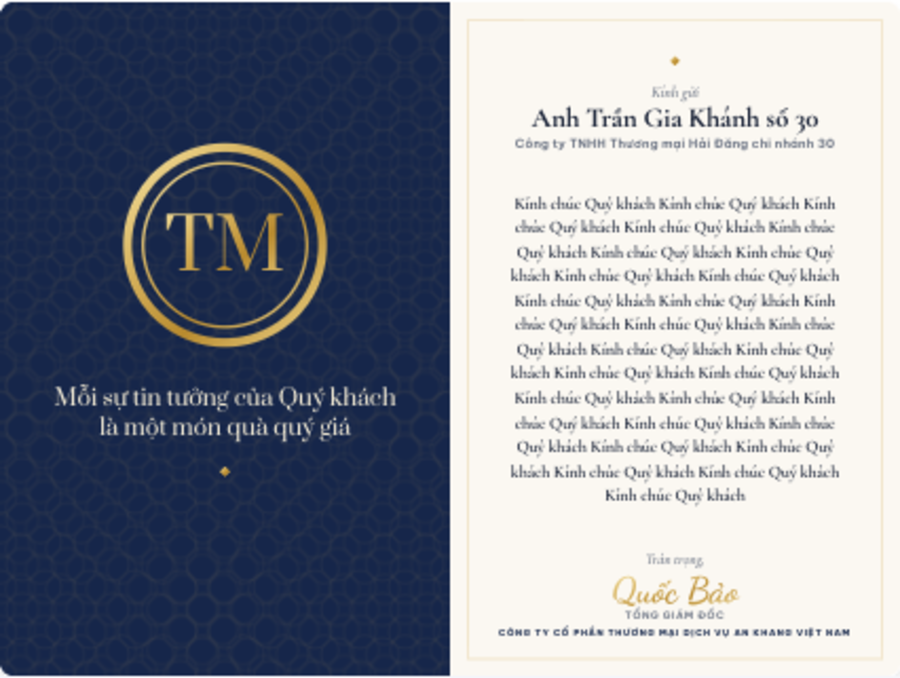 TM
Mỗi sự tin tưởng của Quý khách
là một món quà quý giá
Kính gửi
Anh Trần Gia Khánh số 30
Công ty TNHH Thương mại Hải Đăng chi nhánh 30
Kính chúc Quý khách Kính chúc Quý khách Kính
chúc Quý khách Kính chúc Quý khách Kính chúc
Quý khách Kính chúc Quý khách Kính chúc Quý
khách Kính chúc Quý khách Kính chúc Quý khách
Kính chúc Quý khách Kính chúc Quý khách Kính
chúc Quý khách Kính chúc Quý khách Kính chúc
Quý khách Kính chúc Quý khách Kính chúc Quý
khách Kính chúc Quý khách Kính chúc Quý khách
Kính chúc Quý khách Kính chúc Quý khách Kính
chúc Quý khách Kính chúc Quý khách Kính chúc
Quý khách Kính chúc Quý khách Kính chúc Quý
khách Kính chúc Quý khách Kính chúc Quý khách
Kính chúc Quý khách
Trân trọng,
Quốc Bảo
TỔNG GIÁM ĐỐC
CÔNG TY CỔ PHẦN THƯƠNG MẠI DỊCH VỤ AN KHANG VIỆT NAM